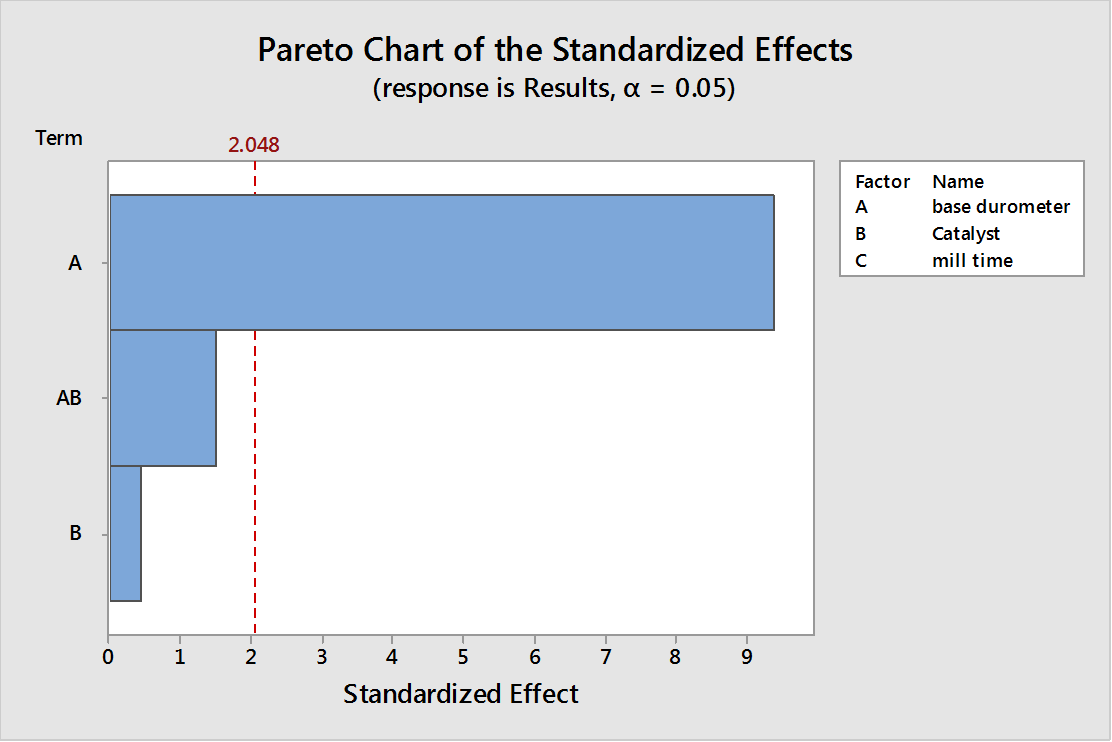 Pareto Chart of the Standardized Effects
(response is Results, α = 0.05)
Term
2.048
Factor Name
A base durometer
B Catalyst
C mill time
A
AB
B
0 1 2 3 4 5 6 7 8 9
Standardized Effect